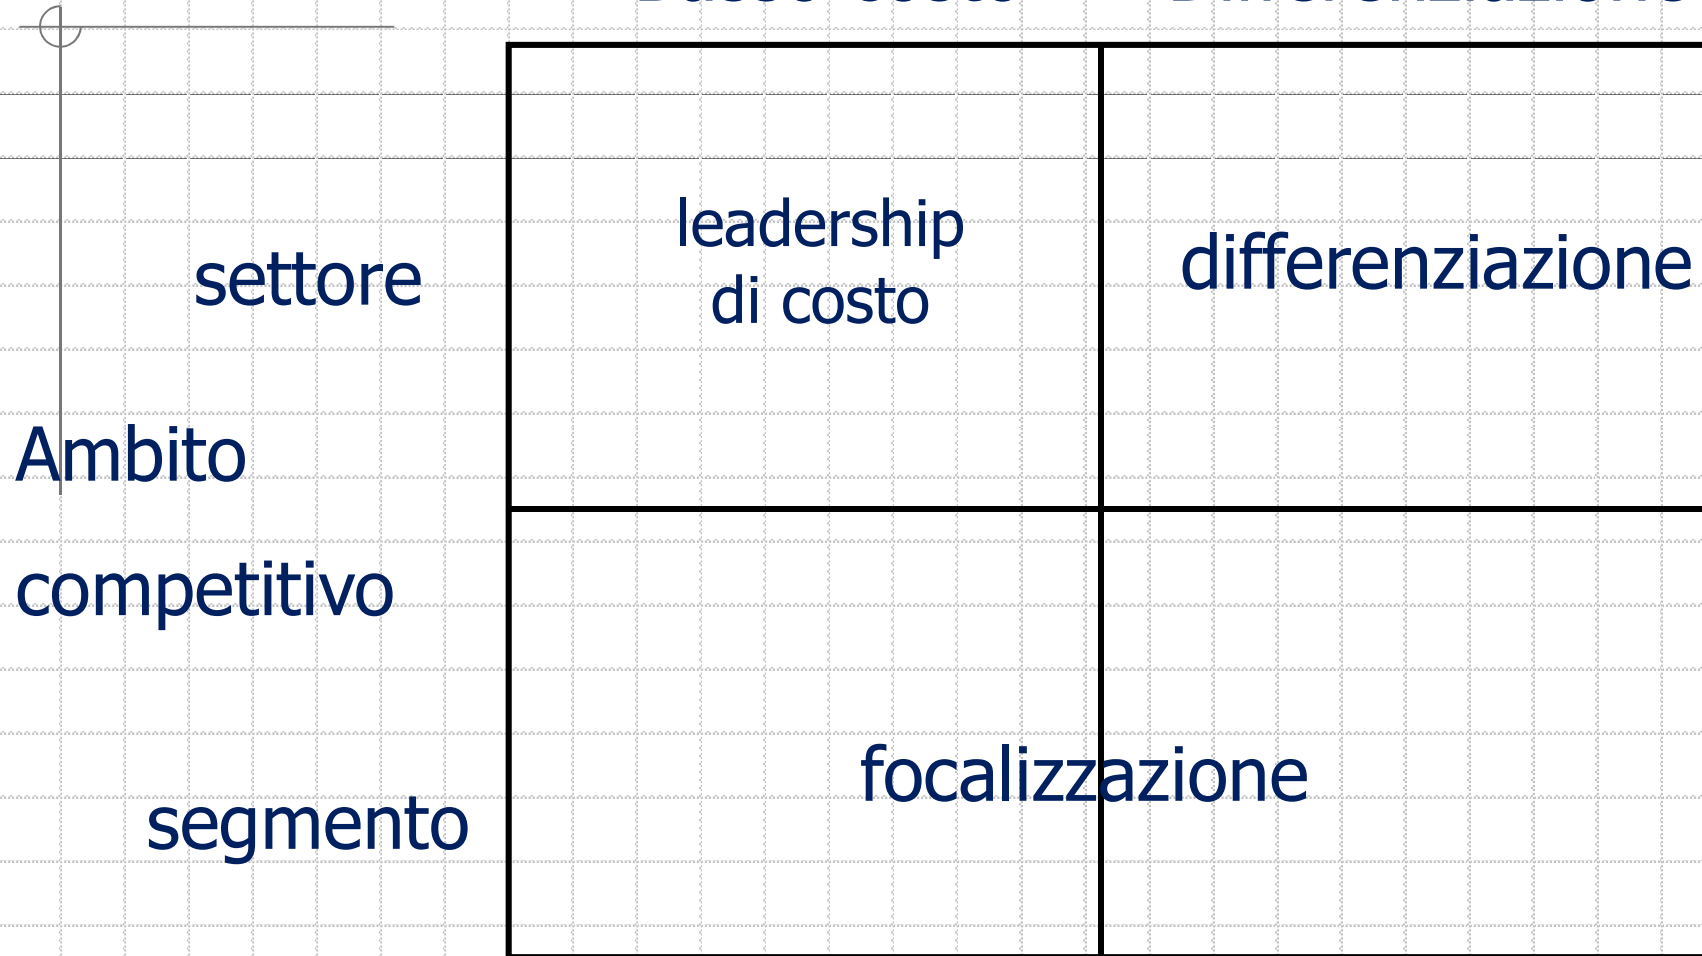 leadership
di costo
differenziazione
settore
Ambito
competitivo
focalizzazione
segmento